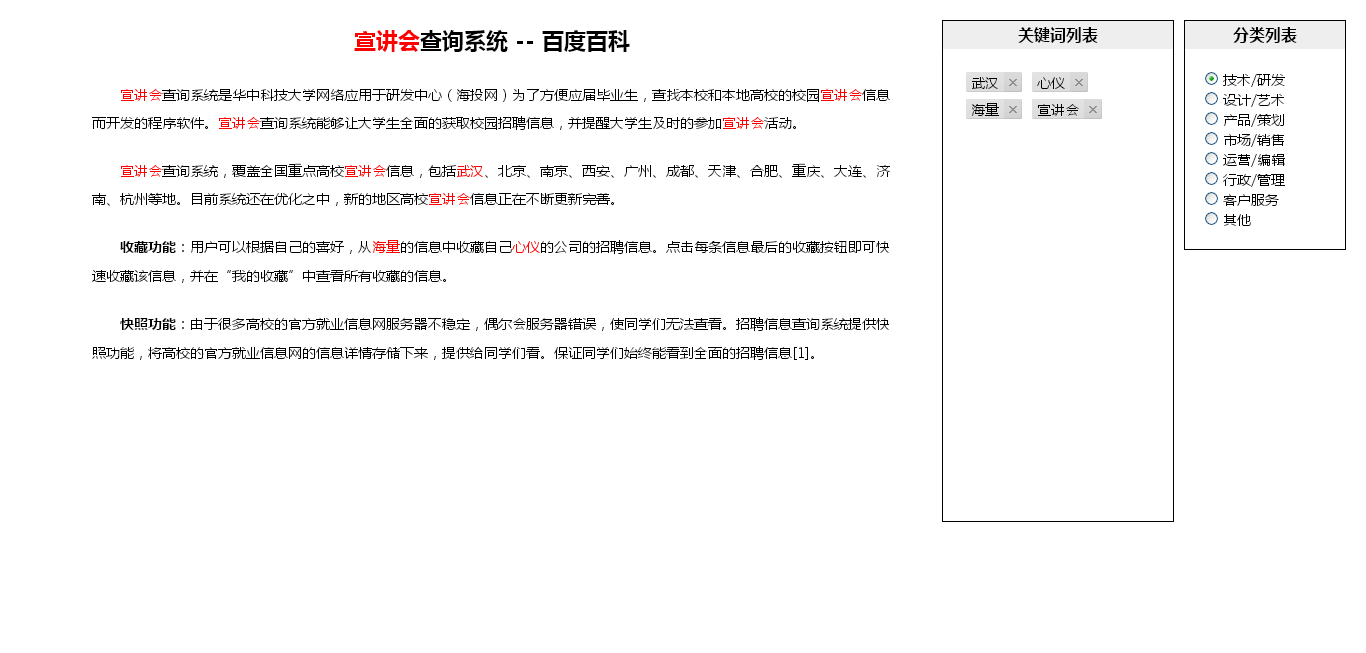 宣讲会查询系统 -- 百度百科
宣讲会查询系统是华中科技大学网络应用于研发中心（海投网）为了方便应届毕业生，查找本校和本地高校的校园宣讲会信息
而开发的程序软件。宣讲会查询系统能够让大学生全面的获取校园招聘信息，并提醒大学生及时的参加宣讲会活动。
宣讲会查询系统，覆盖全国重点高校宣讲会信息，包括武汉、北京、南京、西安、广州、成都、天津、合肥、重庆、大连、济
南、杭州等地。目前系统还在优化之中，新的地区高校宣讲会信息正在不断更新完善。
收藏功能：用户可以根据自己的喜好，从海量的信息中收藏自己心仪的公司的招聘信息。点击每条信息最后的收藏按钮即可快
速收藏该信息，并在“我的收藏”中查看所有收藏的信息。
快照功能：由于很多高校的官方就业信息网服务器不稳定，偶尔会服务器错误，使同学们无法查看。招聘信息查询系统提供快
照功能，将高校的官方就业信息网的信息详情存储下来，提供给同学们看。保证同学们始终能看到全面的招聘信息[1]。
关键词列表
武汉 × 心仪 ×
海量 × 宣讲会 ×
分类列表
技术/研发
设计/艺术
产品/策划
市场/销售
运营/编辑
行政/管理
客户服务
其他